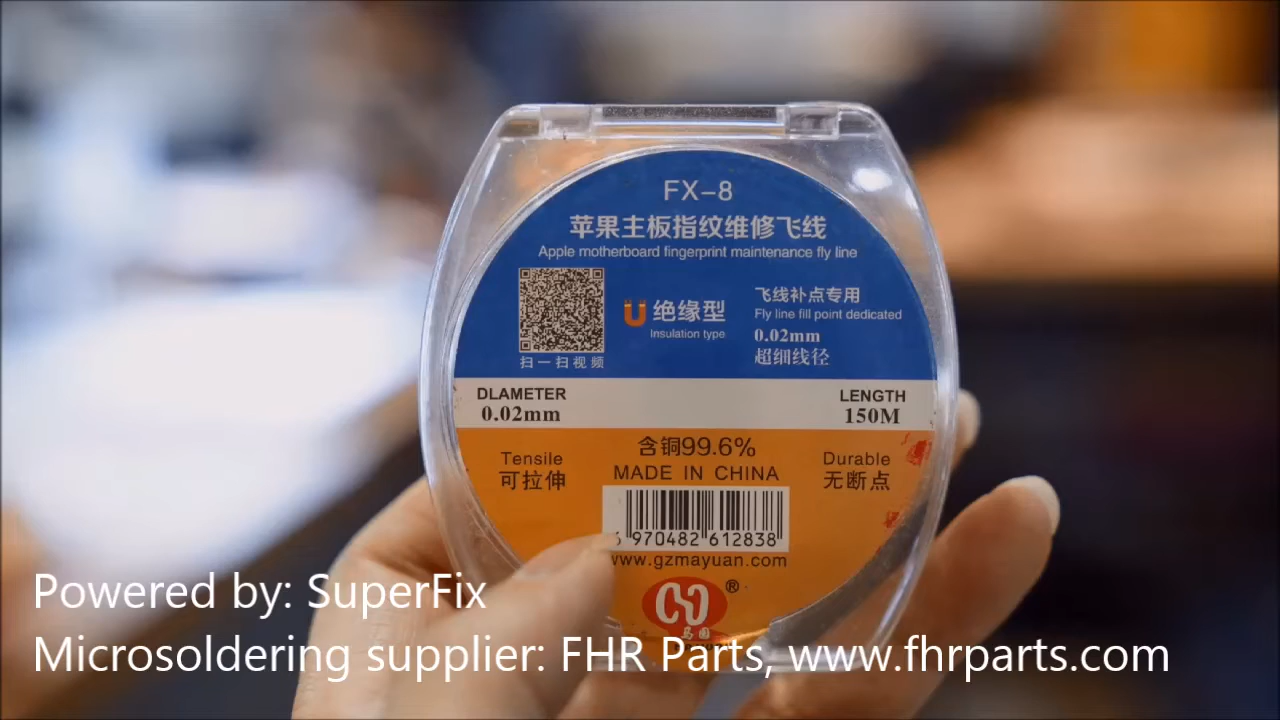 FX-8
苹果主板指纹维修飞线
Apple motherboard fingerprint maintenance fly line
扫一扫视频
绝缘型
Insulation type
飞线补点专用
Fly line fill point dedicated
0.02mm
超细线径
DLAMETER
0.02mm
LENGTH
150M
含铜99.6%
MADE IN CHINA
Tensile
可拉伸
Durable
无断点
6 970482 612838
www.gzmayuan.com
®
Powered by: SuperFix
Microsoldering supplier: FHR Parts, www.fhrparts.com